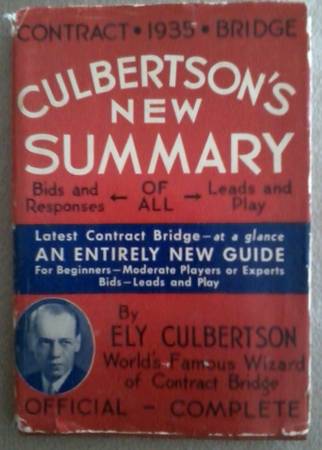 CONTRACT • 1935 • BRIDGE
CULBERTSON'S
NEW
SUMMARY
Bids and Responses ← OF ALL → Leads and Play
Latest Contract Bridge — at a glance
AN ENTIRELY NEW GUIDE
For Beginners — Moderate Players or Experts
Bids — Leads and Play
By
ELY CULBERTSON
World's Famous Wizard
of Contract Bridge
OFFICIAL — COMPLETE